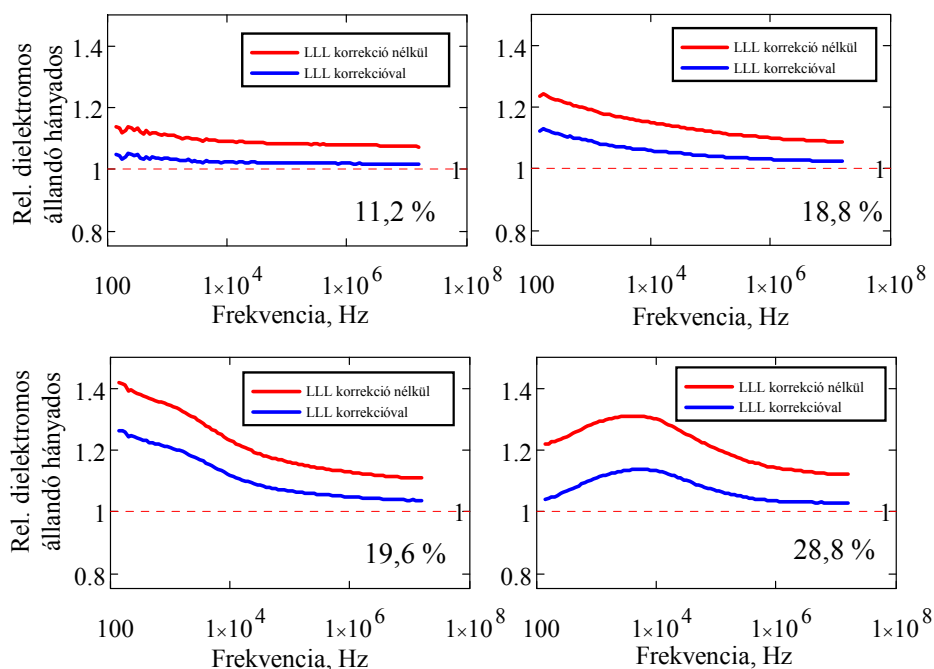 Rel. dielektromos
állandó hányados
1.4
1.2
1
0.8
LLL korrekció nélkül
LLL korrekcióval
1
11,2 %
100
1×10^4
1×10^6
1×10^8
Frekvencia, Hz
1.4
1.2
1
0.8
LLL korrekció nélkül
LLL korrekcióval
1
18,8 %
100
1×10^4
1×10^6
1×10^8
Frekvencia, Hz
Rel. dielektromos
állandó hányados
1.4
1.2
1
0.8
LLL korrekció nélkül
LLL korrekcióval
1
19,6 %
100
1×10^4
1×10^6
1×10^8
Frekvencia, Hz
1.4
1.2
1
0.8
LLL korrekció nélkül
LLL korrekcióval
1
28,8 %
100
1×10^4
1×10^6
1×10^8
Frekvencia, Hz